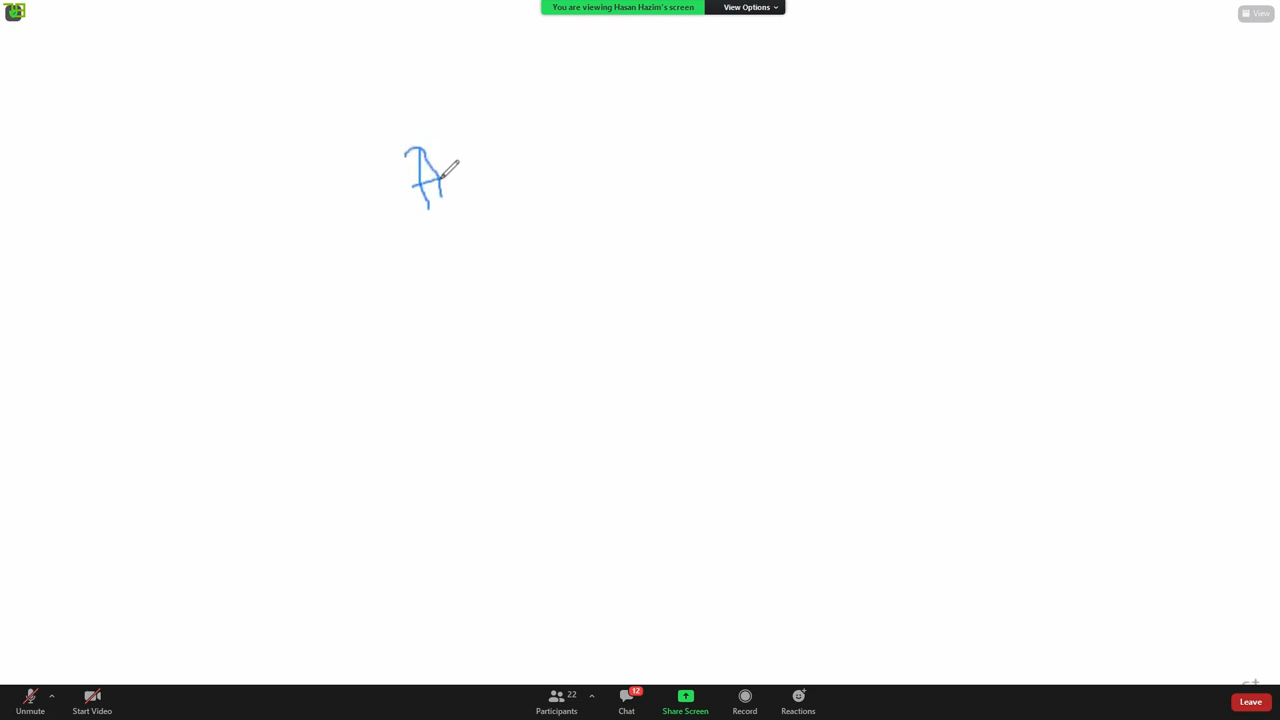 You are viewing Hasan Hazim's screen View Options
View
A
Unmute Start Video Participants 22 Chat 12 Share Screen Record Reactions Leave